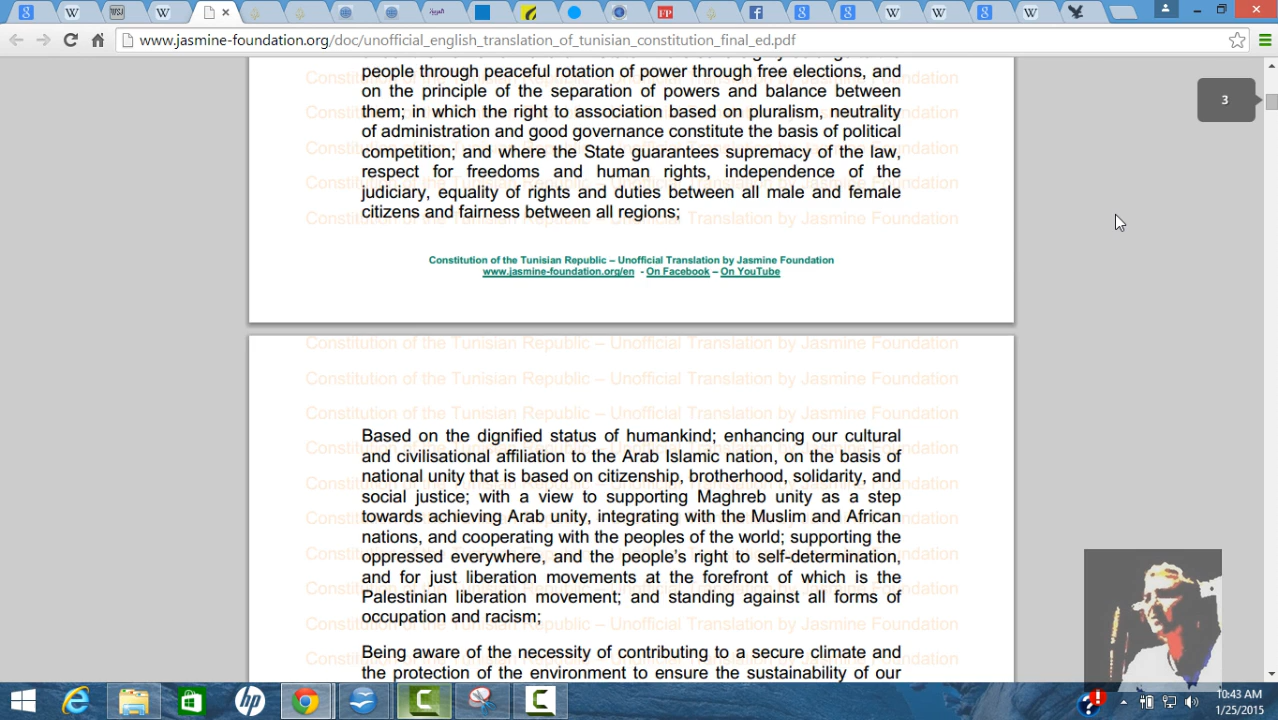 www.jasmine-foundation.org/doc/unofficial_english_translation_of_tunisian_constitution_final_ed.pdf
3
people through peaceful rotation of power through free elections, and
on the principle of the separation of powers and balance between
them; in which the right to association based on pluralism, neutrality
of administration and good governance constitute the basis of political
competition; and where the State guarantees supremacy of the law,
respect for freedoms and human rights, independence of the
judiciary, equality of rights and duties between all male and female
citizens and fairness between all regions;
Constitution of the Tunisian Republic – Unofficial Translation by Jasmine Foundation
www.jasmine-foundation.org/en - On Facebook – On YouTube
Constitution of the Tunisian Republic – Unofficial Translation by Jasmine Foundation
Constitution of the Tunisian Republic – Unofficial Translation by Jasmine Foundation
Constitution of the Tunisian Republic – Unofficial Translation by Jasmine Foundation
Based on the dignified status of humankind; enhancing our cultural
and civilisational affiliation to the Arab Islamic nation, on the basis of
national unity that is based on citizenship, brotherhood, solidarity, and
social justice; with a view to supporting Maghreb unity as a step
towards achieving Arab unity, integrating with the Muslim and African
nations, and cooperating with the peoples of the world; supporting the
oppressed everywhere, and the people's right to self-determination,
and for just liberation movements at the forefront of which is the
Palestinian liberation movement; and standing against all forms of
occupation and racism;
Being aware of the necessity of contributing to a secure climate and
the protection of the environment to ensure the sustainability of our
10:43 AM
1/25/2015